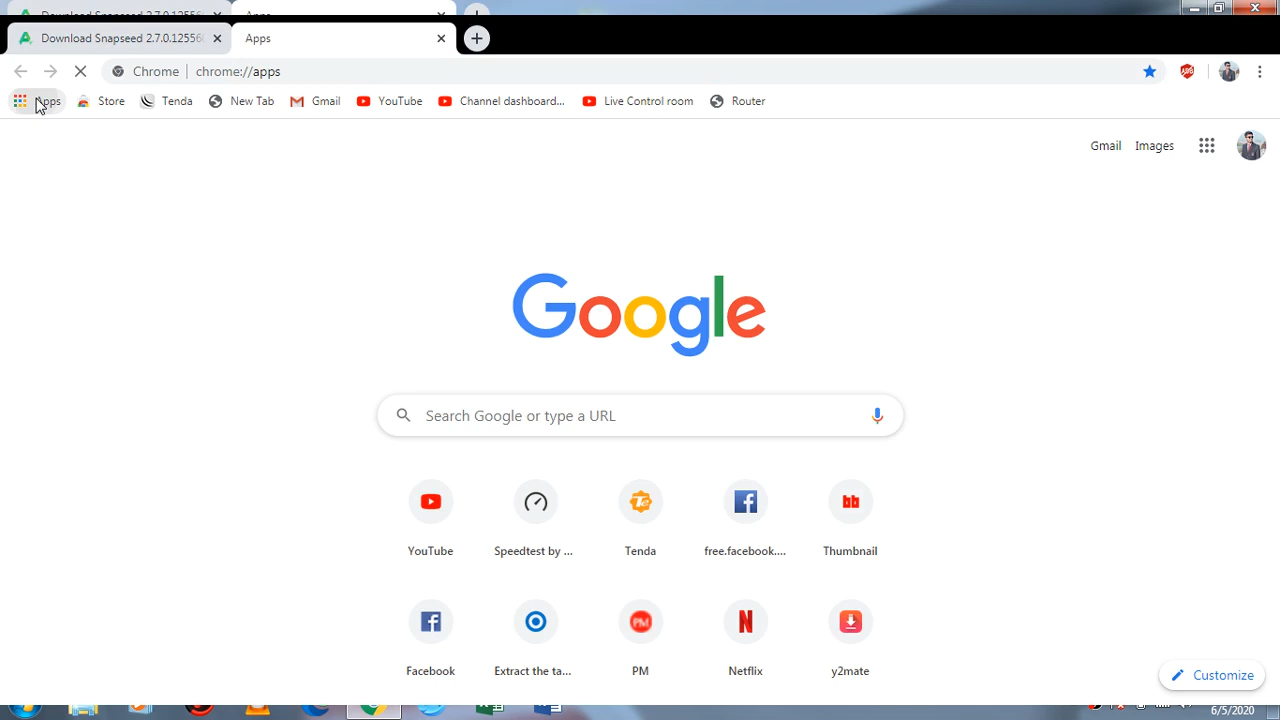 Download Snapseed 2.7.0.12556
Apps
Chrome chrome://apps
Apps Store Tenda New Tab Gmail YouTube Channel dashboard... Live Control room Router
Gmail Images
Google
Search Google or type a URL
YouTube Speedtest by ... Tenda free.facebook.... Thumbnail
Facebook Extract the ta... PM Netflix y2mate
Customize
6/5/2020